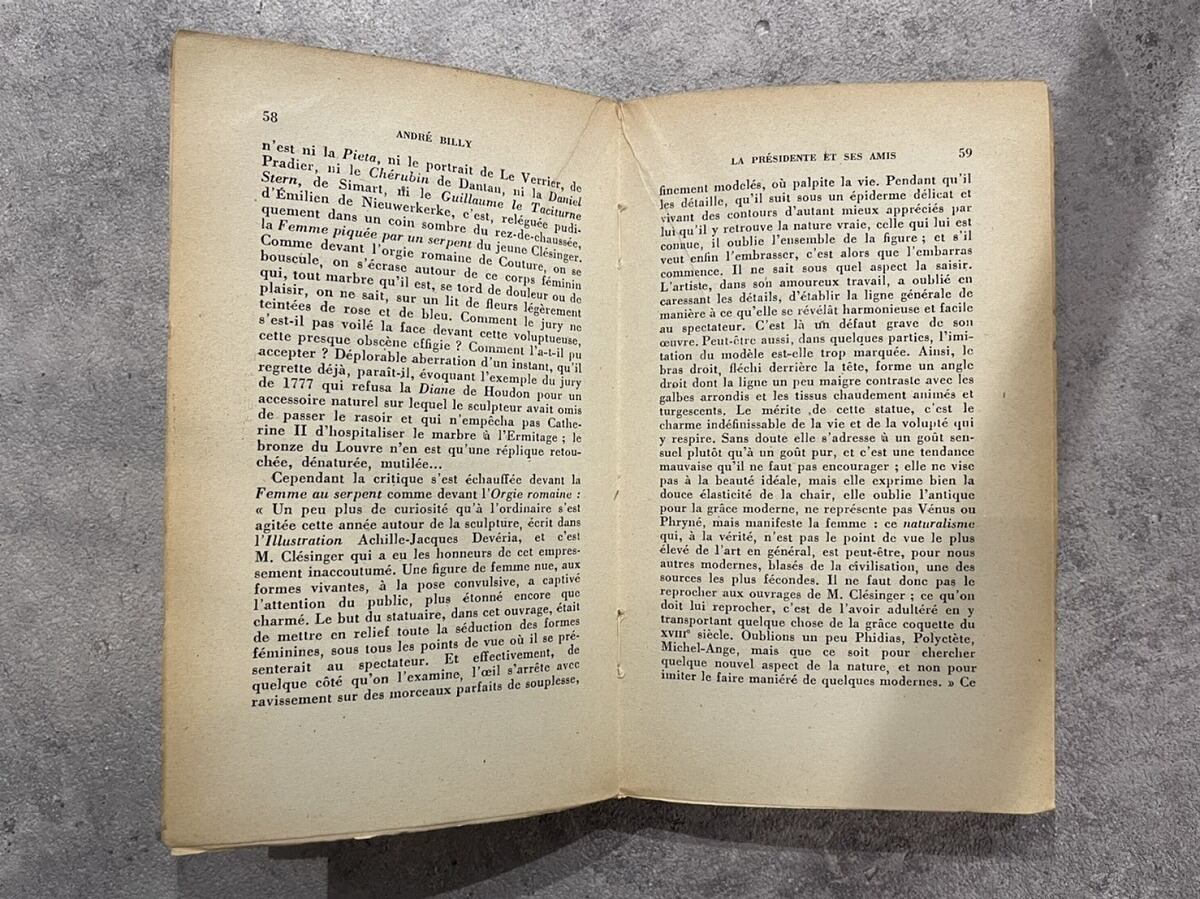 58
ANDRÉ BILLY
n'est ni la Pieta, ni le portrait de Le Verrier, de
Pradier, ni le Chérubin de Dantan, ni la Daniel
Stern, de Simart, ni le Guillaume le Taciturne
d'Émilien de Nieuwerkerke, c'est, reléguée pudi-
quement dans un coin sombre du rez-de-chaussée,
la Femme piquée par un serpent du jeune Clésinger.
Comme devant l'orgie romaine de Couture, on se
bouscule, on s'écrase autour de ce corps féminin
qui, tout marbre qu'il est, se tord de douleur ou de
plaisir, on ne sait, sur un lit de fleurs légèrement
teintées de rose et de bleu. Comment le jury ne
s'est-il pas voilé la face devant cette voluptueuse,
cette presque obscène effigie ? Comment l'a-t-il pu
accepter ? Déplorable aberration d'un instant, qu'il
regrette déjà, paraît-il, évoquant l'exemple du jury
de 1777 qui refusa la Diane de Houdon pour un
accessoire naturel sur lequel le sculpteur avait omis
de passer le rasoir et qui n'empêcha pas Cathe-
rine II d'hospitaliser le marbre à l'Ermitage ; le
bronze du Louvre n'en est qu'une réplique retou-
chée, dénaturée, mutilée...
Cependant la critique s'est échauffée devant la
Femme au serpent comme devant l'Orgie romaine :
« Un peu plus de curiosité qu'à l'ordinaire s'est
agitée cette année autour de la sculpture, écrit dans
l'Illustration Achille-Jacques Devéria, et c'est
M. Clésinger qui a eu les honneurs de cet empres-
sement inaccoutumé. Une figure de femme nue, aux
formes vivantes, à la pose convulsive, a captivé
l'attention du public, plus étonné encore que
charmé. Le but du statuaire, dans cet ouvrage, était
de mettre en relief toute la séduction des formes
féminines, sous tous les points de vue où il se pré-
senterait au spectateur. Et effectivement, de
quelque côté qu'on l'examine, l'œil s'arrête avec
ravissement sur des morceaux parfaits de souplesse,
LA PRÉSIDENTE ET SES AMIS
59
finement modelés, où palpite la vie. Pendant qu'il
les détaille, qu'il suit sous un épiderme délicat et
vivant des contours d'autant mieux appréciés par
lui qu'il y retrouve la nature vraie, celle qui lui est
connue, il oublie l'ensemble de la figure ; et s'il
veut enfin l'embrasser, c'est alors que l'embarras
commence. Il ne sait sous quel aspect la saisir.
L'artiste, dans son amoureux travail, a oublié en
caressant les détails, d'établir la ligne générale de
manière à ce qu'elle se révélât harmonieuse et facile
au spectateur. C'est là un défaut grave de son
œuvre. Peut-être aussi, dans quelques parties, l'imi-
tation du modèle est-elle trop marquée. Ainsi, le
bras droit, fléchi derrière la tête, forme un angle
droit dont la ligne un peu maigre contraste avec les
galbes arrondis et les tissus chaudement animés et
turgescents. Le mérite de cette statue, c'est le
charme indéfinissable de la vie et de la volupté qui
y respire. Sans doute elle s'adresse à un goût sen-
suel plutôt qu'à un goût pur, et c'est une tendance
mauvaise qu'il ne faut pas encourager ; elle ne vise
pas à la beauté idéale, mais elle exprime bien la
douce élasticité de la chair, elle oublie l'antique
pour la grâce moderne, ne représente pas Vénus ou
Phryné, mais manifeste la femme : ce naturalisme
qui, à la vérité, n'est pas le point de vue le plus
élevé de l'art en général, est peut-être, pour nous
autres modernes, blasés de la civilisation, une des
sources les plus fécondes. Il ne faut donc pas le
reprocher aux ouvrages de M. Clésinger ; ce qu'on
doit lui reprocher, c'est de l'avoir adultéré en y
transportant quelque chose de la grâce coquette du
XVIIIe siècle. Oublions un peu Phidias, Polyctète,
Michel-Ange, mais que ce soit pour chercher
quelque nouvel aspect de la nature, et non pour
imiter le faire maniéré de quelques modernes. » Ce